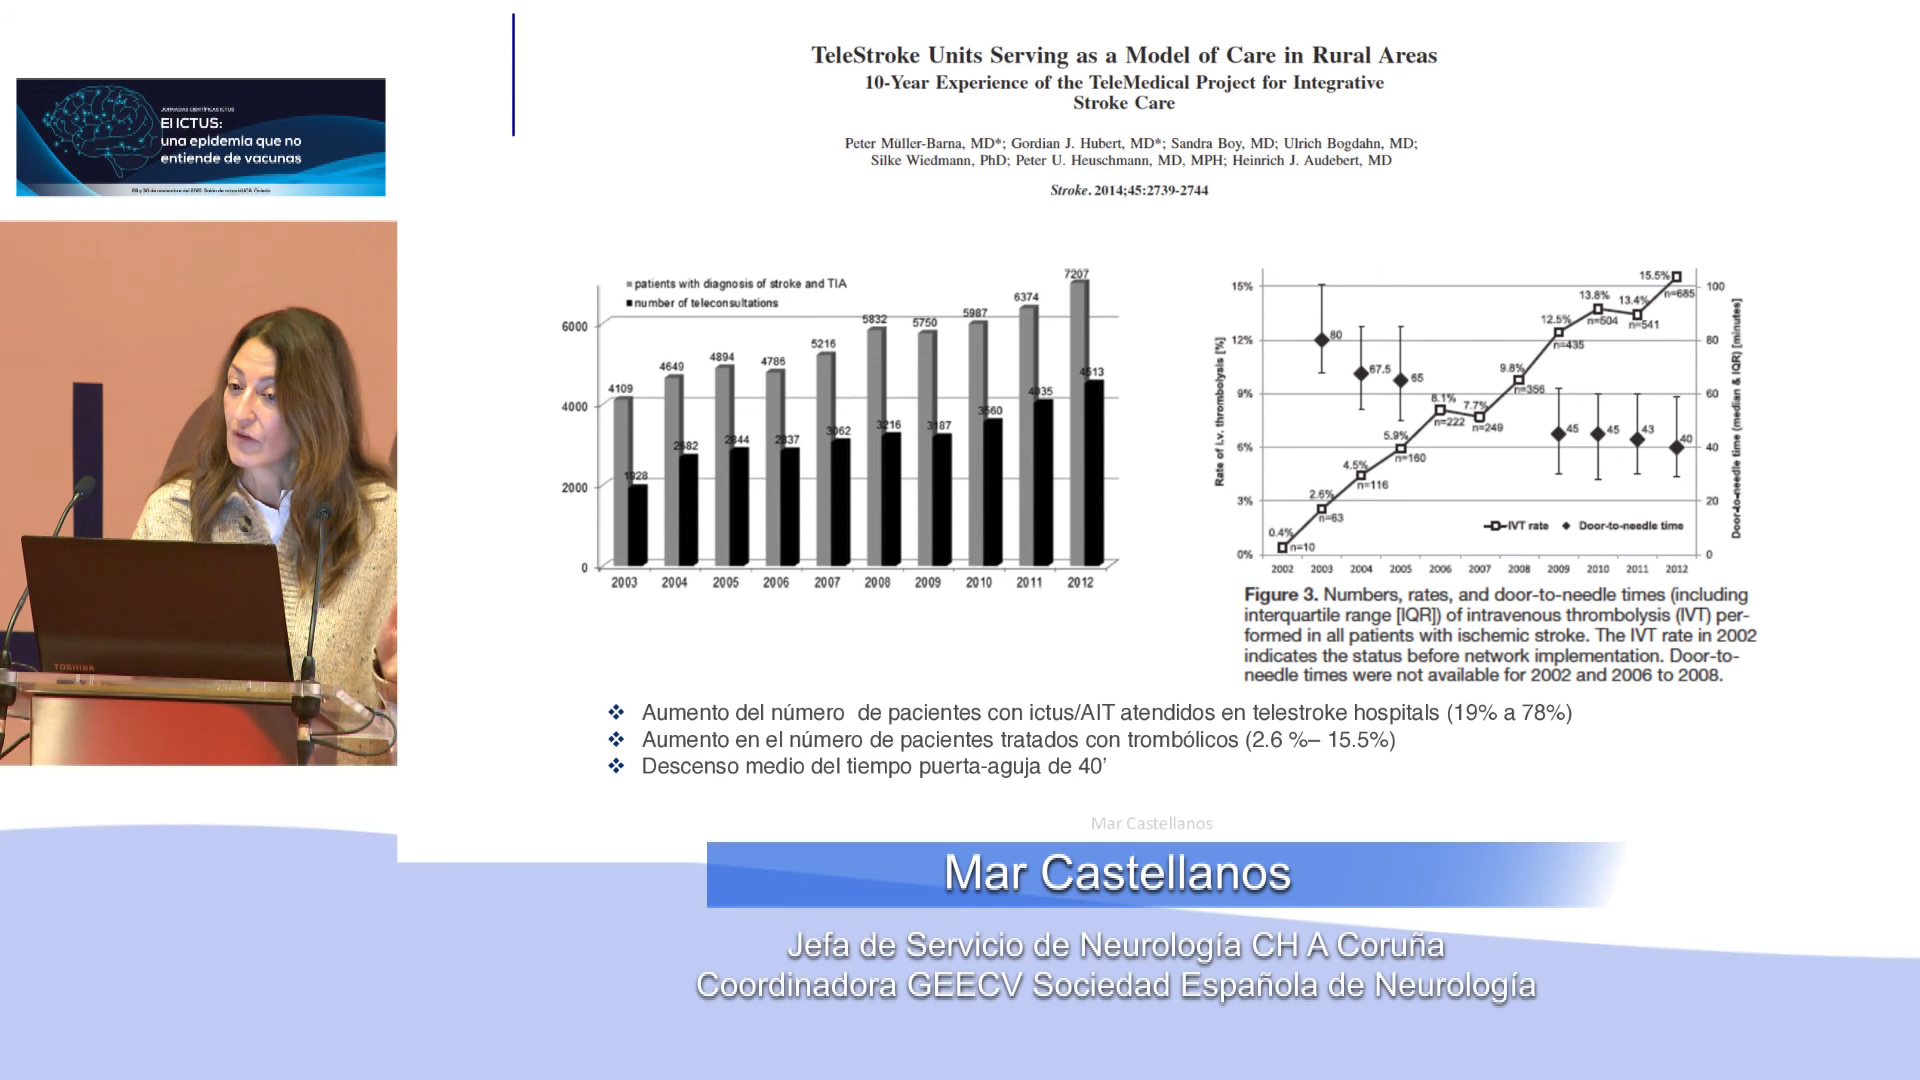 TeleStroke Units Serving as a Model of Care in Rural Areas
10-Year Experience of the TeleMedical Project for Integrative
Stroke Care
Peter Müller-Barna, MD*; Gordian J. Hubert, MD*; Sandra Boy, MD; Ulrich Bogdahn, MD;
Silke Wiedmann, PhD; Peter U. Heuschmann, MD, MPH; Heinrich J. Audebert, MD
Stroke. 2014;45:2739-2744
JORNADAS CIENTÍFICAS ICTUS
El ICTUS:
una epidemia que no
entiende de vacunas
TOSHIBA
patients with diagnosis of stroke and TIA
number of teleconsultations
6000
4000
2000
0
4109 4649 4894 4786 5216 5832 5750 5987 6374 7207
1928 2682 2844 2837 3062 3216 3187 3560 4035 4513
2003 2004 2005 2006 2007 2008 2009 2010 2011 2012
Rate of i.v. thrombolysis [%]
15%
12%
9%
6%
3%
0%
0.4% 2.6% 4.5% 5.9% 8.1% 7.7% 9.8% 12.5% 13.8% 13.4% 15.5%
n=10 n=63 n=116 n=160 n=222 n=249 n=356 n=435 n=504 n=541 n=685
80 67.5 65 45 45 43 40
IVT rate Door-to-needle time
100
80
60
40
20
0
Door-to-needle time (median & IQR) [minutes]
2002 2003 2004 2005 2006 2007 2008 2009 2010 2011 2012
Figure 3. Numbers, rates, and door-to-needle times (including
interquartile range [IQR]) of intravenous thrombolysis (IVT) per-
formed in all patients with ischemic stroke. The IVT rate in 2002
indicates the status before network implementation. Door-to-
needle times were not available for 2002 and 2006 to 2008.
❖ Aumento del número de pacientes con ictus/AIT atendidos en telestroke hospitals (19% a 78%)
❖ Aumento en el número de pacientes tratados con trombólicos (2.6 %– 15.5%)
❖ Descenso medio del tiempo puerta-aguja de 40’
Mar Castellanos
Mar Castellanos
Jefa de Servicio de Neurología CH A Coruña
Coordinadora GEECV Sociedad Española de Neurología